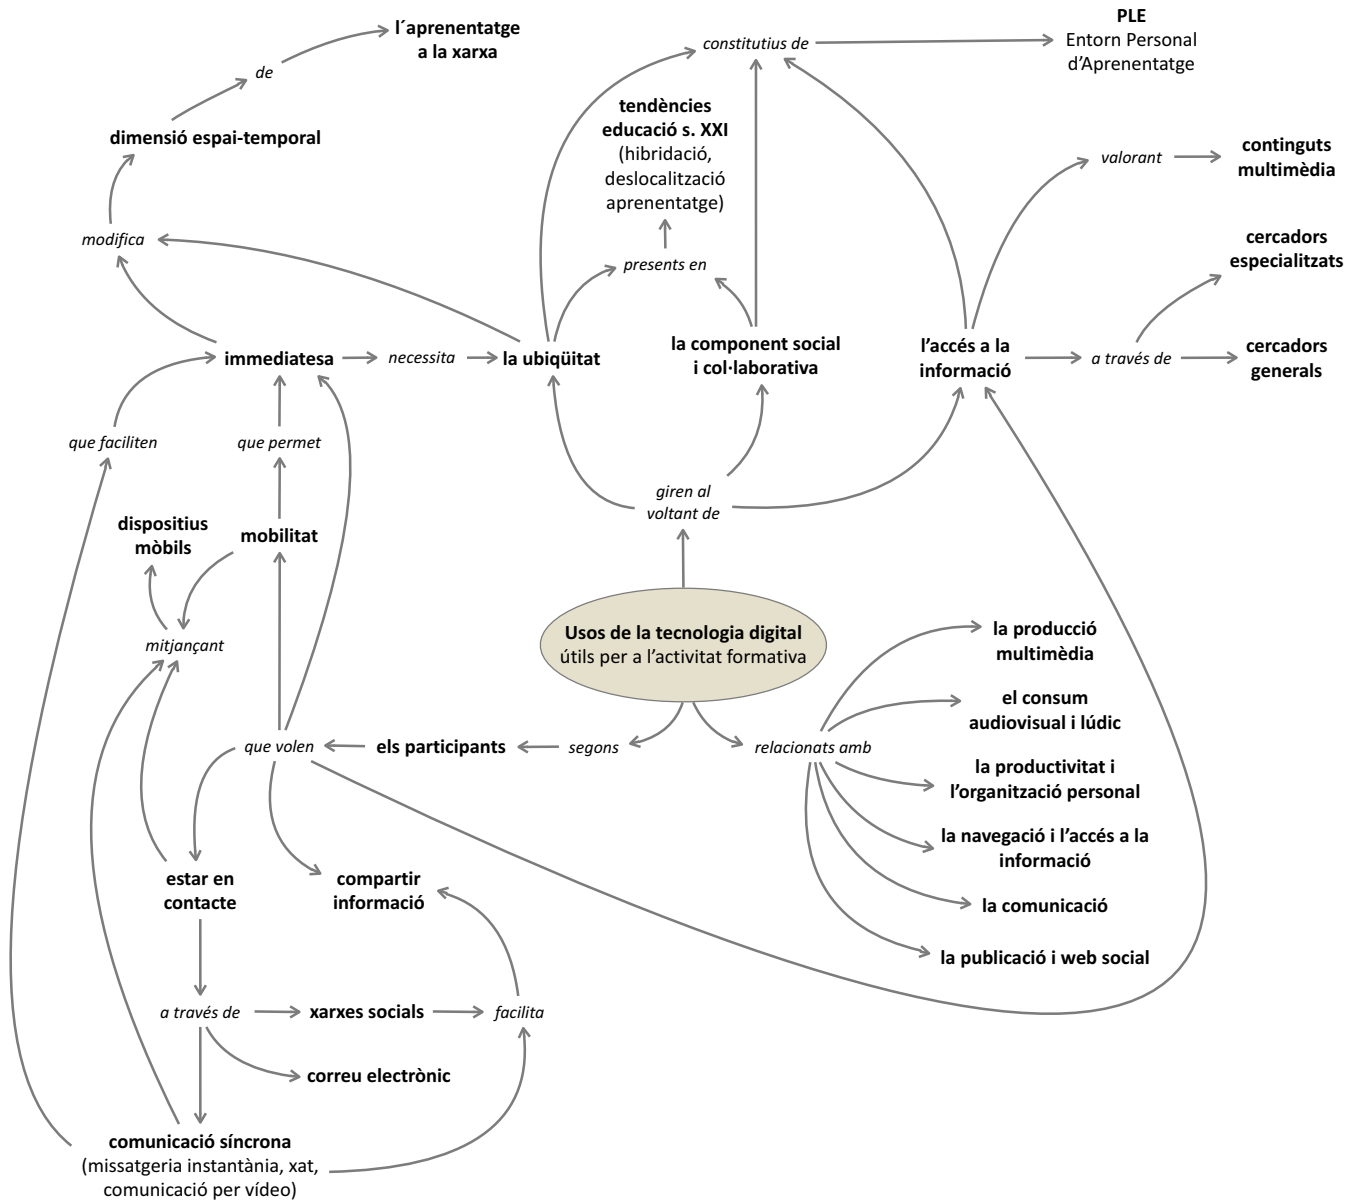 l´aprenentatge
a la xarxa
de
dimensió espai-temporal
modifica
constitutius de
PLE
Entorn Personal
d’Aprenentatge
tendències
educació s. XXI
(hibridació,
deslocalització
aprenentatge)
presents en
valorant
continguts
multimèdia
cercadors
especialitzats
immediatesa
necessita
la ubiqüitat
la component social
i col·laborativa
l’accés a la
informació
a través de
cercadors
generals
que faciliten
que permet
giren al
voltant de
dispositius
mòbils
mobilitat
mitjançant
Usos de la tecnologia digital
útils per a l’activitat formativa
que volen
els participants
segons
relacionats amb
la producció
multimèdia
el consum
audiovisual i lúdic
la productivitat i
l’organització personal
la navegació i l’accés a la
informació
la comunicació
la publicació i web social
estar en
contacte
compartir
informació
a través de
xarxes socials
facilita
correu electrònic
comunicació síncrona
(missatgeria instantània, xat,
comunicació per vídeo)